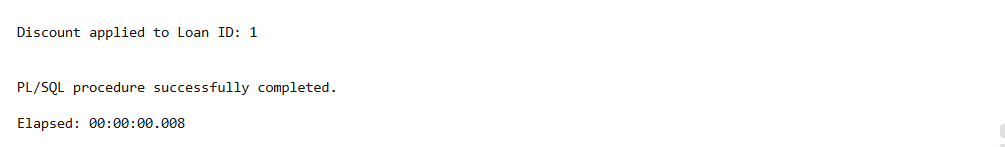 Discount applied to Loan ID: 1
PL/SQL procedure successfully completed.
Elapsed: 00:00:00.008